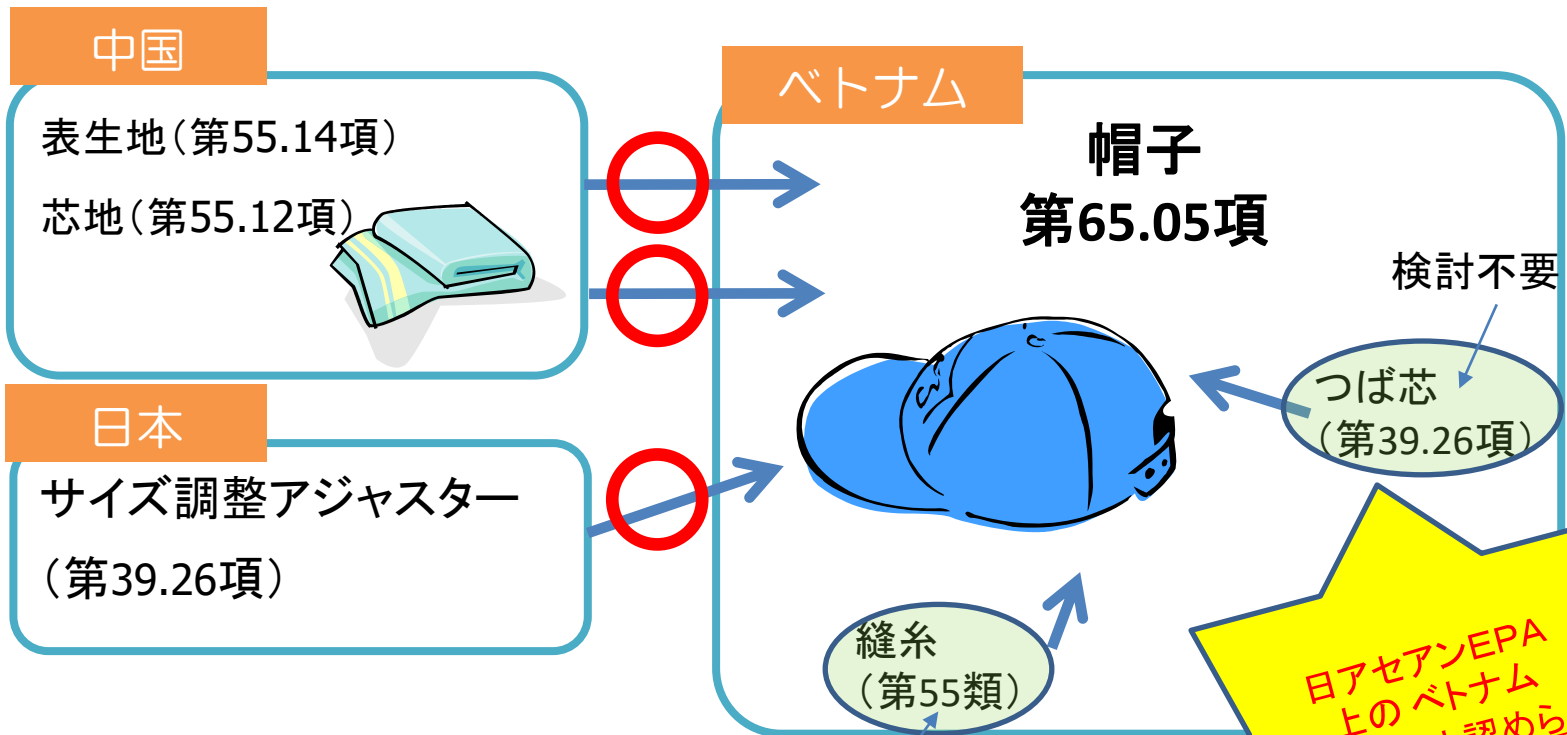 中国
表生地（第55.14項）
芯地（第55.12項）
日本
サイズ調整アジャスター
（第39.26項）
ベトナム
帽子
第65.05項
検討不要
つば芯
（第39.26項）
縫糸
（第55類）
日アセアンEPA
上の ベトナム
認めら